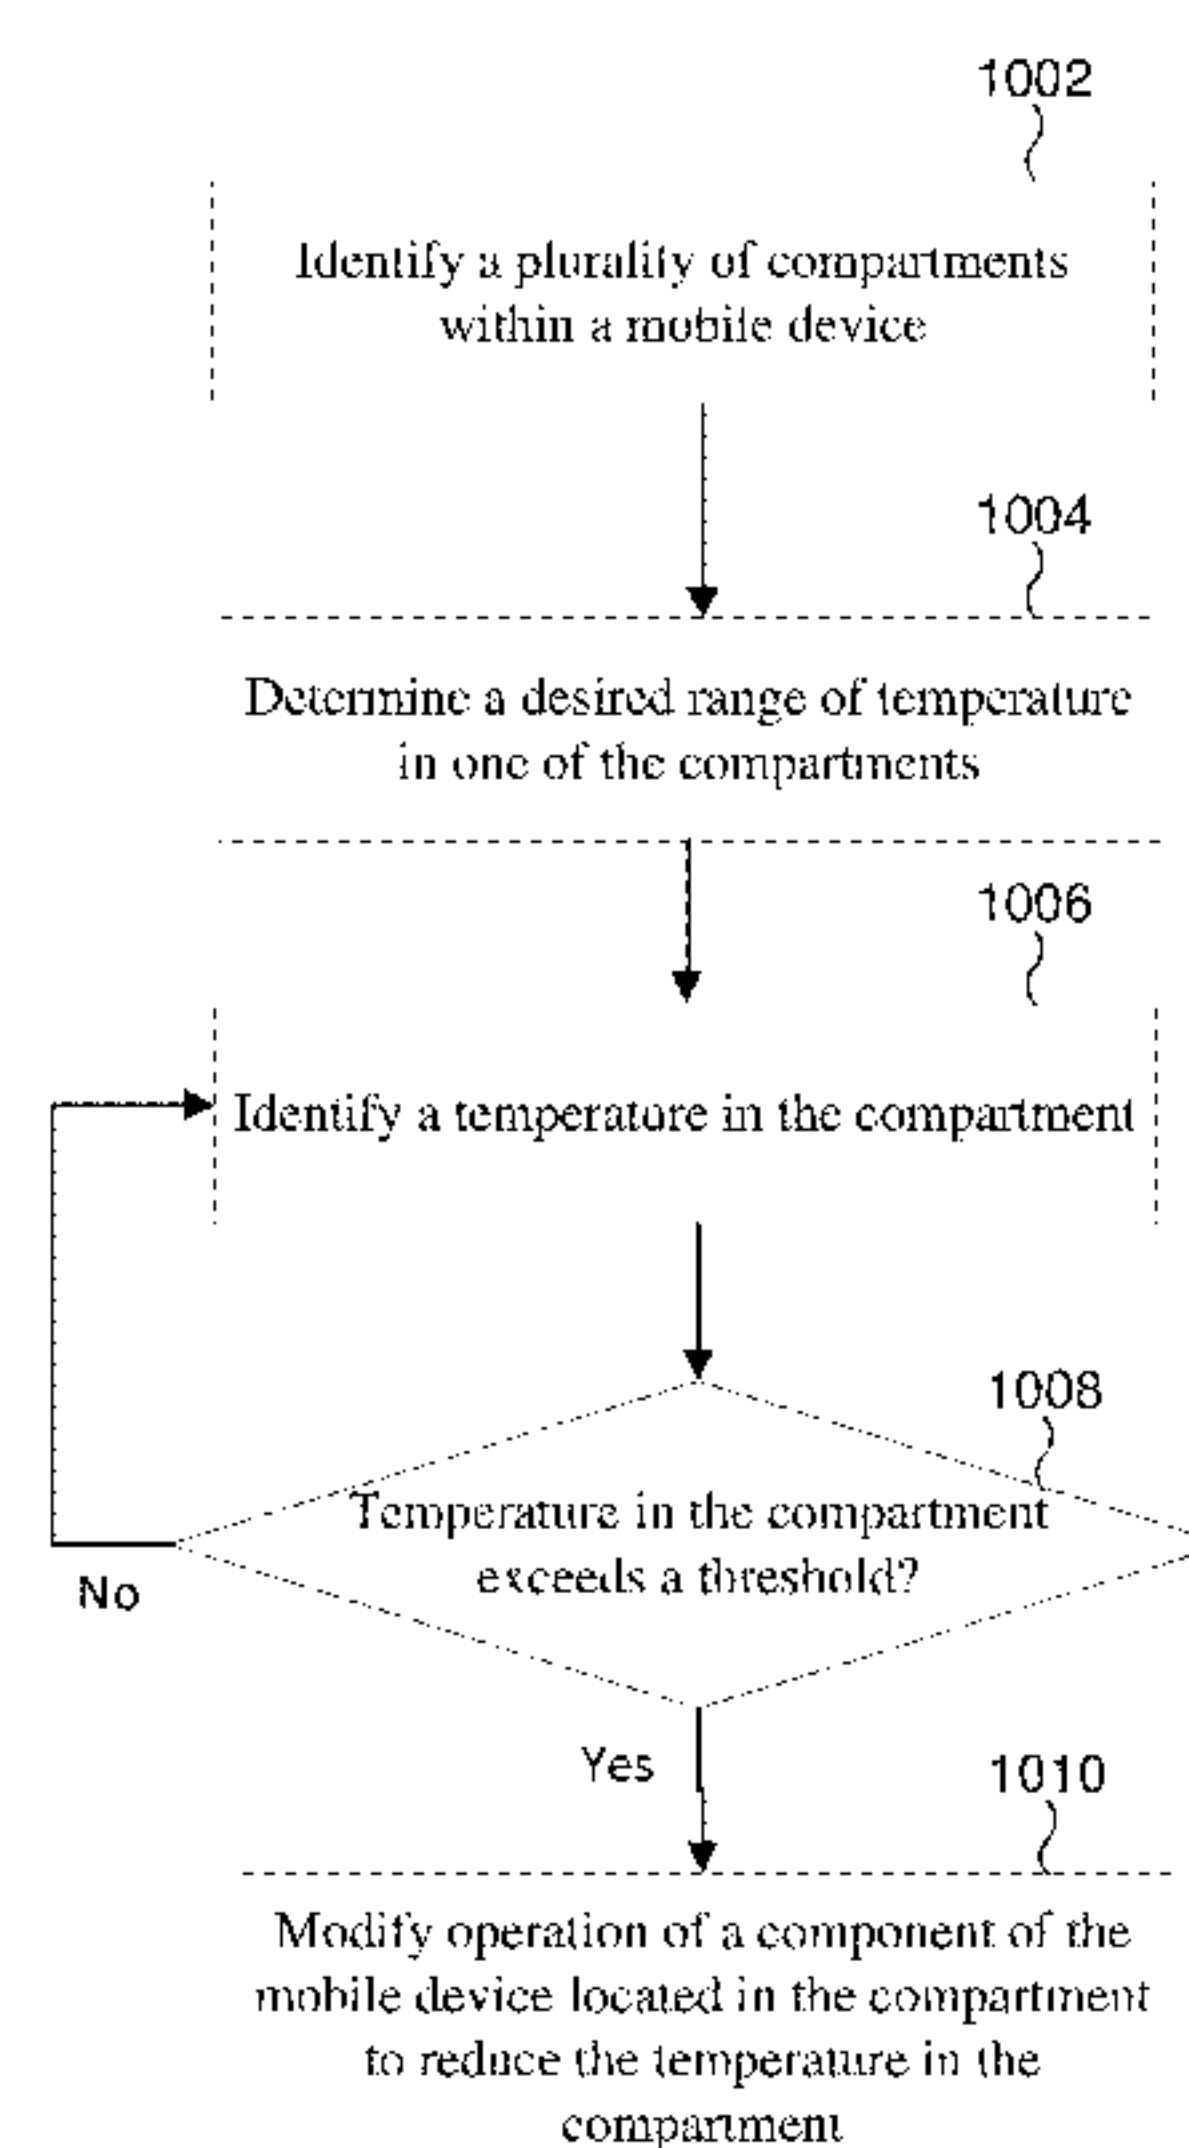 1002
Identify a plurality of compartments
within a mobile device
1004
Determine a desired range of temperature
in one of the compartments
1006
Identify a temperature in the compartment
1008
Temperature in the compartment
exceeds a threshold?
No
Yes
1010
Modify operation of a component of the
mobile device located in the compartment
to reduce the temperature in the
compartment